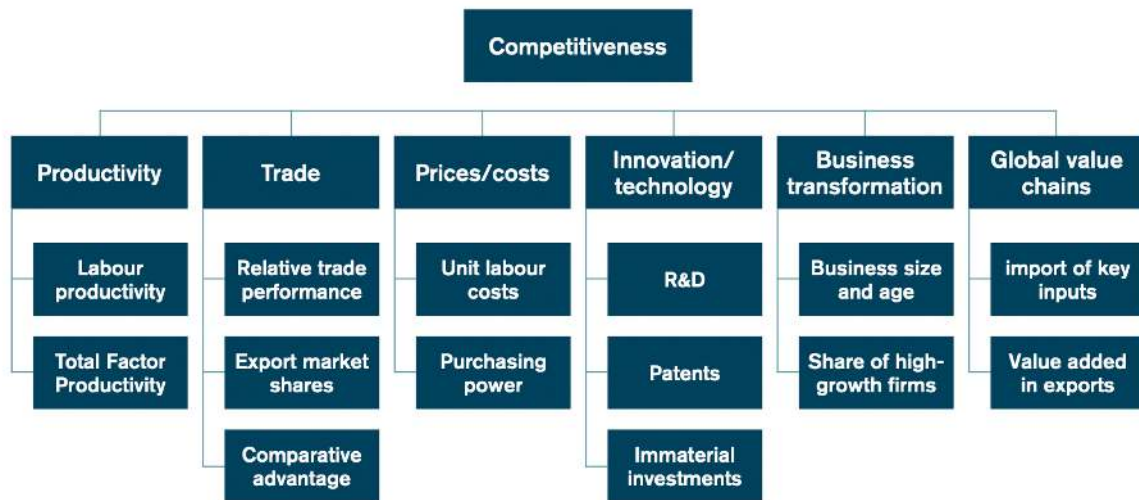 Competitiveness
Productivity
Trade
Prices/costs
Innovation/
technology
Business
transformation
Global value
chains
Labour
productivity
Relative trade
performance
Unit labour
costs
R&D
Business size
and age
import of key
inputs
Total Factor
Productivity
Export market
shares
Purchasing
power
Patents
Share of high-
growth firms
Value added
in exports
Comparative
advantage
Immaterial
investments